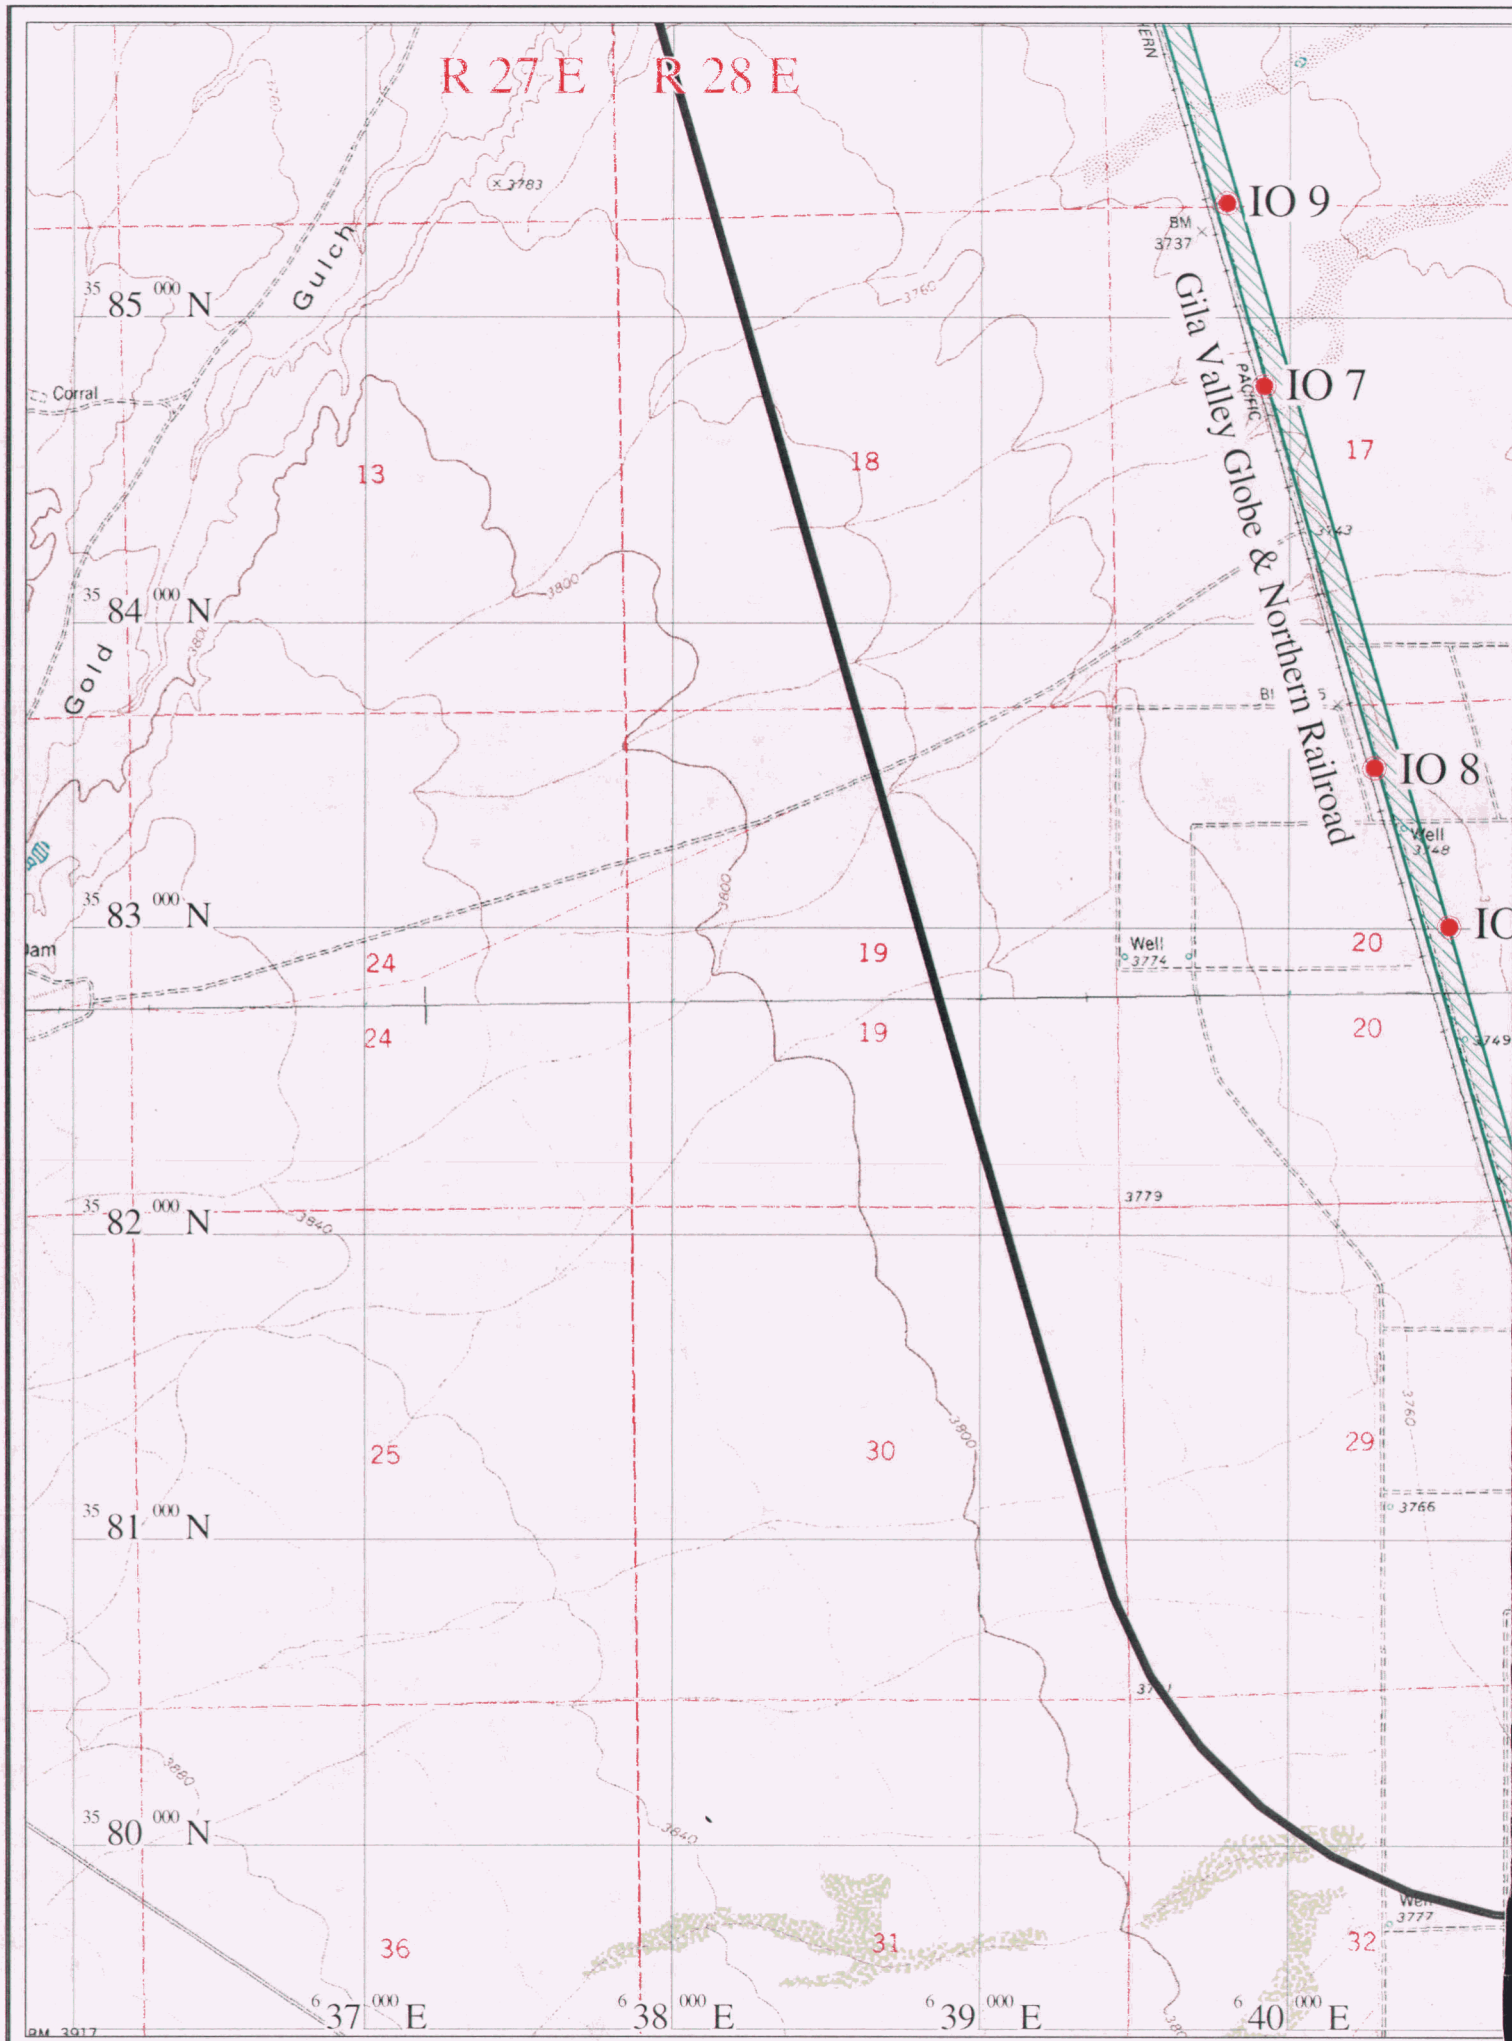 R 27 E
R 28 E
3760
× 3783
IO 9
BM
3737
Gulch
35 85 000 N
3760
Gila Valley Globe & Northern Railroad
PACIFIC
IO 7
Corral
13
18
17
3743
3800
35 84 000 N
3800
Gold
IO 8
Well
3748
3800
35 83 000 N
IO
24
19
Well
3774
20
24
19
20
3749
3779
35 82 000 N
3840
3760
3800
25
30
29
35 81 000 N
3766
3880
35 80 000 N
3840
3777
36
31
32
6 37 000 E
6 38 000 E
6 39 000 E
6 40 000 E
BM 3917